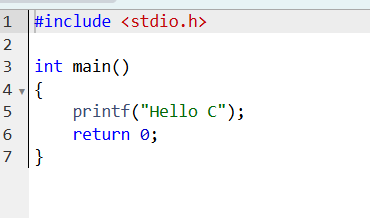 1 #include <stdio.h>
2
3 int main()
4 {
5     printf("Hello C");
6     return 0;
7 }